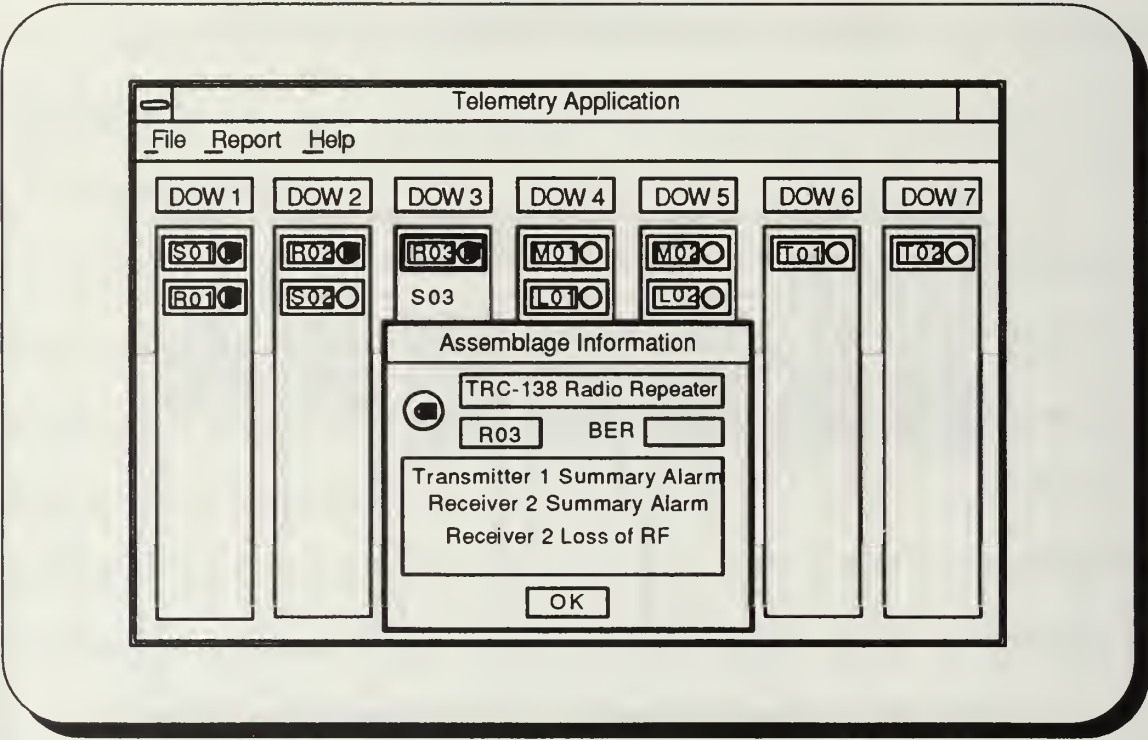 Telemetry Application
File Report Help
DOW 1 DOW 2 DOW 3 DOW 4 DOW 5 DOW 6 DOW 7
S01 R02 R03 M01 M02 T01 T02
R01 S02 S03 L01 L02
Assemblage Information
TRC-138 Radio Repeater
R03 BER
Transmitter 1 Summary Alarm
Receiver 2 Summary Alarm
Receiver 2 Loss of RF
OK